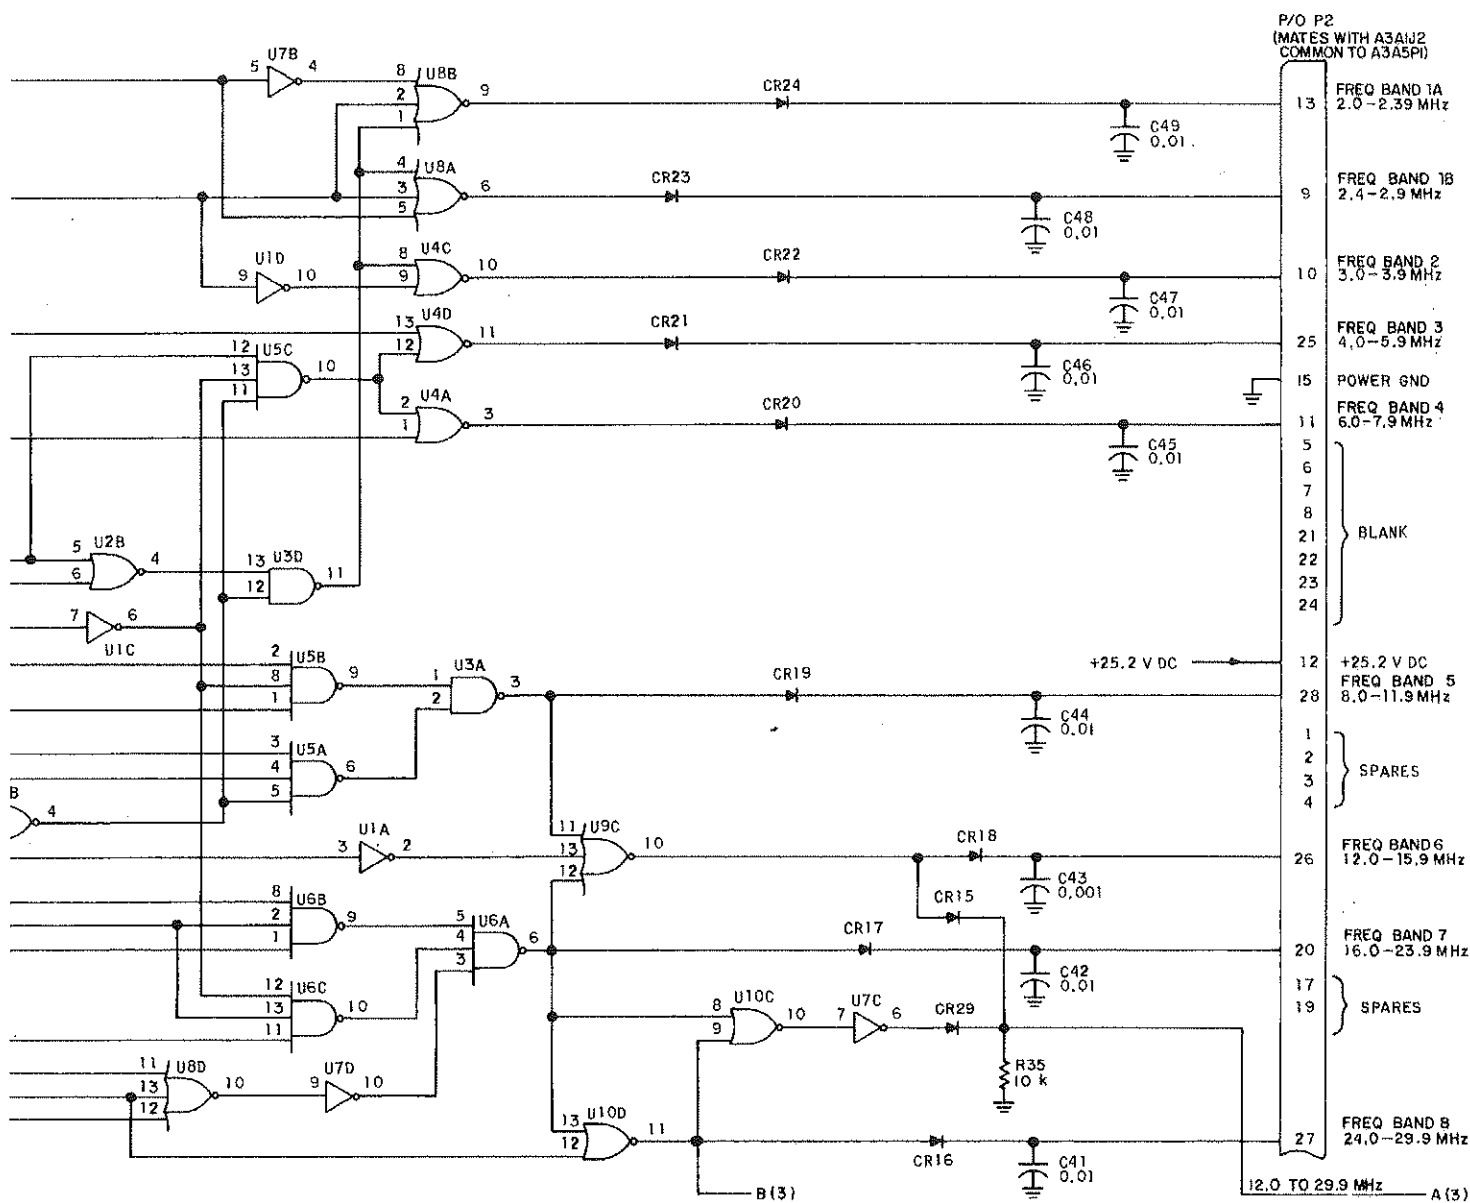 P/O P2
(MATES WITH A3A1J2
COMMON TO A3A5P1)
U7B
5 4
8 U8B
2
1
9
CR24
13
FREQ BAND 1A
2.0-2.39 MHz
C49
0.01
4
U8A
3
5
6
CR23
9
FREQ BAND 1B
2.4-2.9 MHz
C48
0.01
U1D
9 10
8
U4C
9
10
CR22
10
FREQ BAND 2
3.0-3.9 MHz
C47
0.01
13
U4D
12
11
CR21
25
FREQ BAND 3
4.0-5.9 MHz
C46
0.01
12
U5C
13
11
10
15 POWER GND
2
U4A
1
3
CR20
11
FREQ BAND 4
6.0-7.9 MHz
C45
0.01
5
6
7
8
21
22
23
24
BLANK
5
U2B
6
4
13 U3D
12
11
7 6
U1C
+25.2 V DC
12 +25.2 V DC
2
U5B
8
1
9
1
U3A
2
3
CR19
28
FREQ BAND 5
8.0-11.9 MHz
C44
0.01
3
U5A
4
5
6
1
2
3
4
SPARES
B
4
U1A
3 2
11 U9C
13
12
10
CR18
26
FREQ BAND 6
12.0-15.9 MHz
C43
0.001
CR15
8
U6B
2
1
9
5
U6A
4
3
6
CR17
20
FREQ BAND 7
16.0-23.9 MHz
C42
0.01
17
19
SPARES
12
U6C
13
11
10
8
U10C
9
10
U7C
7 6
CR29
R35
10 k
11
U8D
13
12
10
U7D
9 10
U10D
13
12
11
CR16
27
FREQ BAND 8
24.0-29.9 MHz
C41
0.01
B(3)
12.0 TO 29.9 MHz
A(3)